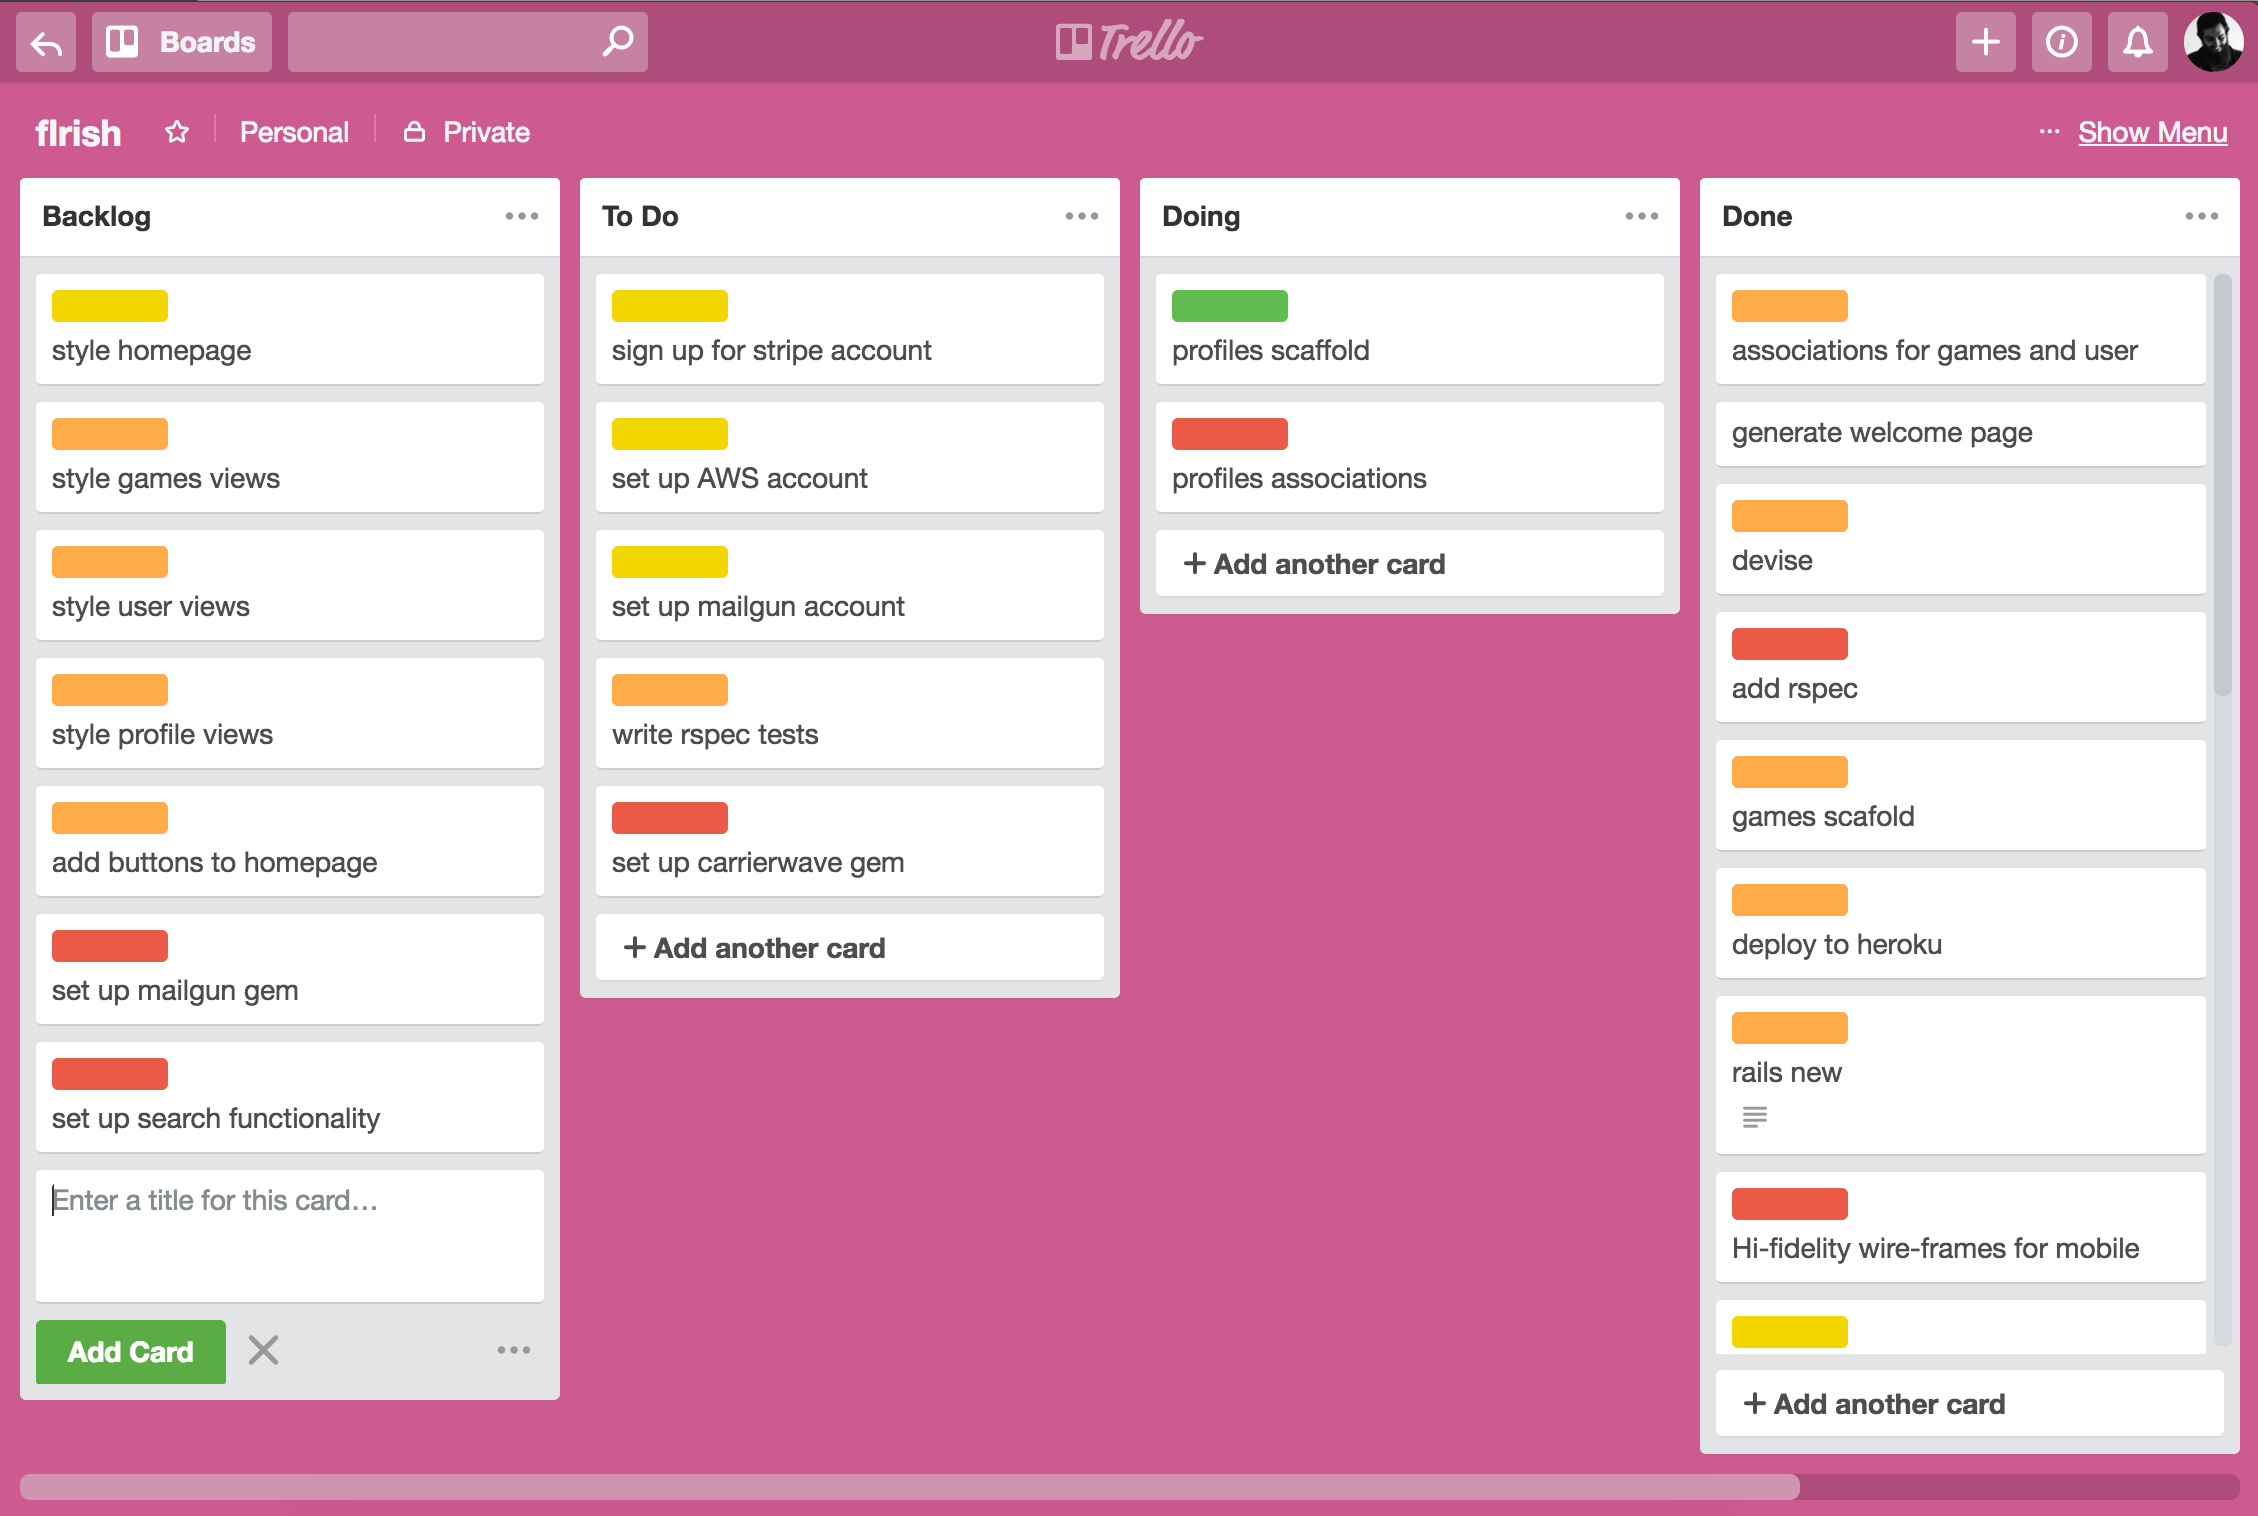 Boards
Trello
flrish
Personal
Private
Show Menu
Backlog
style homepage
style games views
style user views
style profile views
add buttons to homepage
set up mailgun gem
set up search functionality
Enter a title for this card…
Add Card
To Do
sign up for stripe account
set up AWS account
set up mailgun account
write rspec tests
set up carrierwave gem
+ Add another card
Doing
profiles scaffold
profiles associations
+ Add another card
Done
associations for games and user
generate welcome page
devise
add rspec
games scafold
deploy to heroku
rails new
Hi-fidelity wire-frames for mobile
+ Add another card